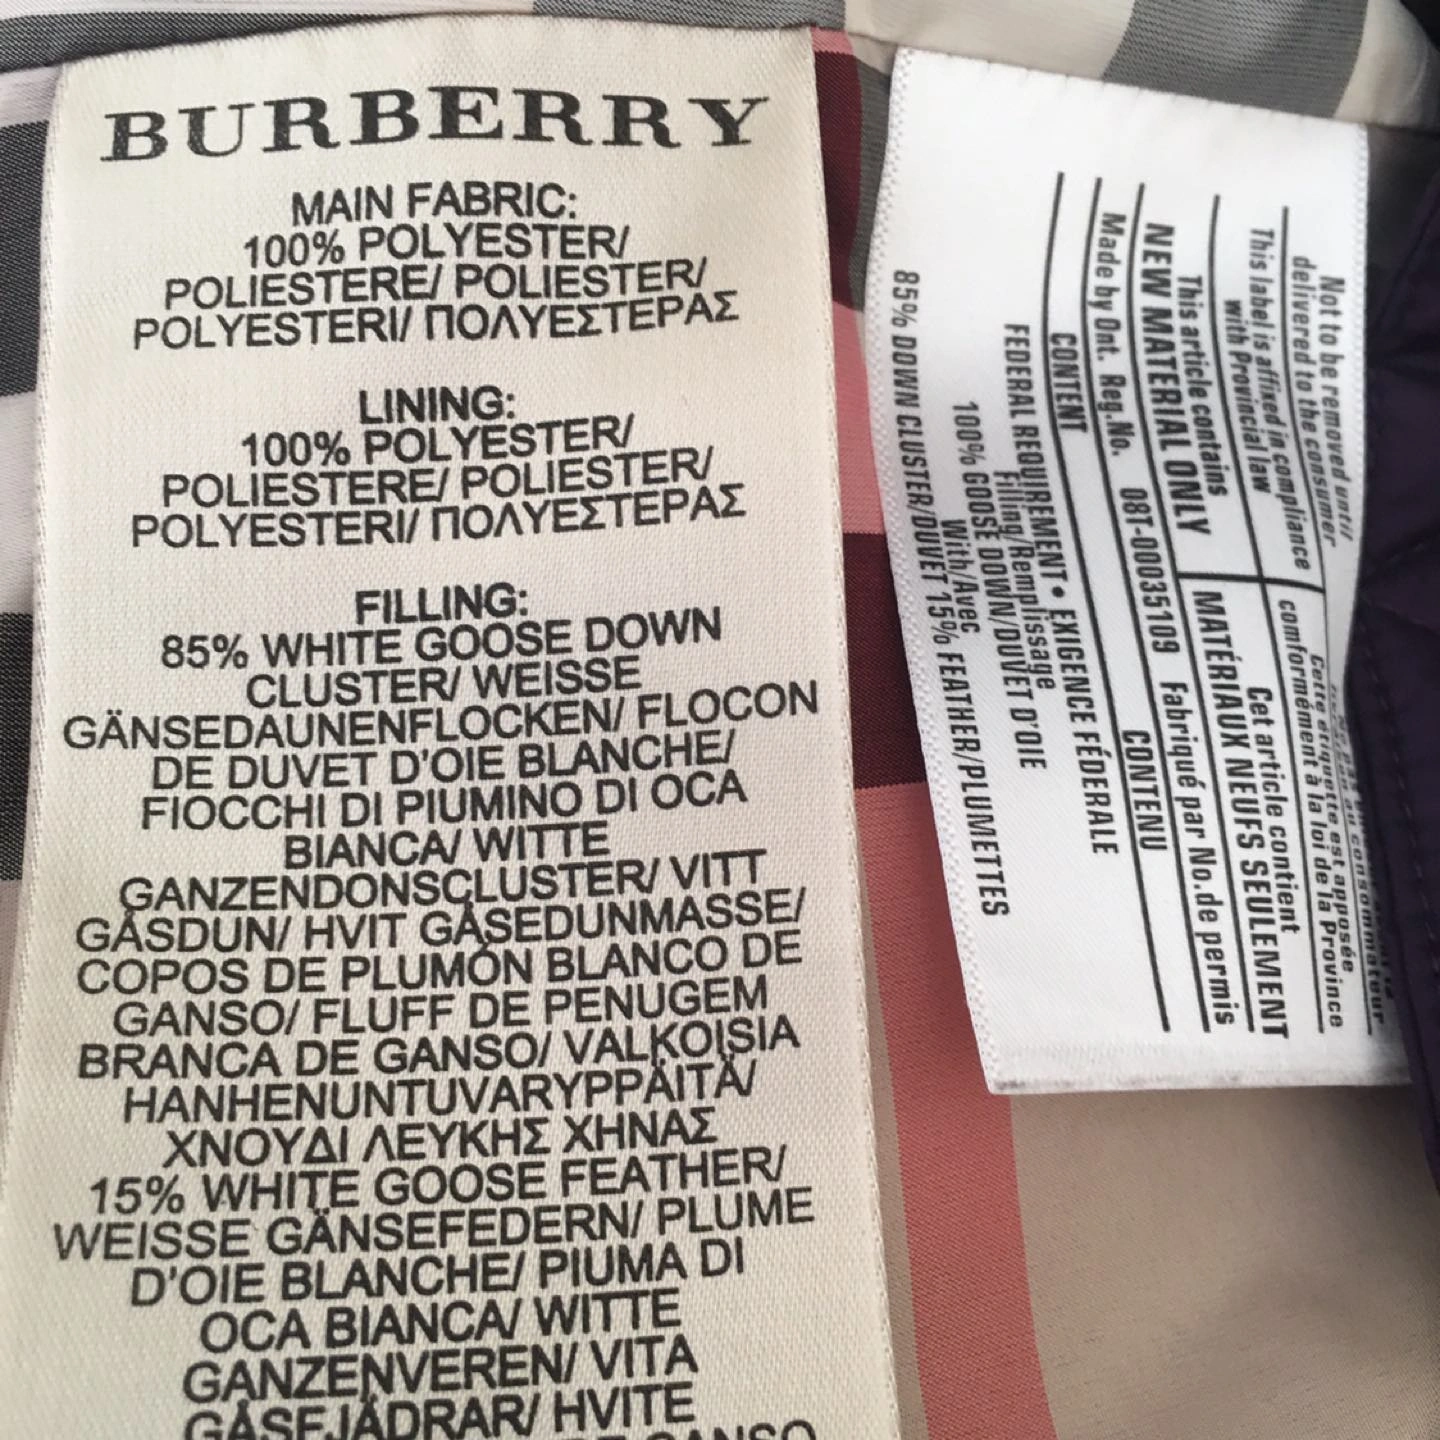 BURBERRY
MAIN FABRIC:
100% POLYESTER/
POLIESTERE/ POLIESTER/
POLYESTERI/ ΠΟΛΥΕΣΤΕΡΑΣ
LINING:
100% POLYESTER/
POLIESTERE/ POLIESTER/
POLYESTERI/ ΠΟΛΥΕΣΤΕΡΑΣ
FILLING:
85% WHITE GOOSE DOWN
CLUSTER/ WEISSE
GÄNSEDAUNENFLOCKEN/ FLOCON
DE DUVET D'OIE BLANCHE/
FIOCCHI DI PIUMINO DI OCA
BIANCA/ WITTE
GANZENDONSCLUSTER/ VITT
GÅSDUN/ HVIT GÅSEDUNMASSE/
COPOS DE PLUMÓN BLANCO DE
GANSO/ FLUFF DE PENUGEM
BRANCA DE GANSO/ VALKOISIA
HANHENUNTUVARYPPÄITÄ/
ΧΝΟΥΔΙ ΛΕΥΚΗΣ ΧΗΝΑΣ
15% WHITE GOOSE FEATHER/
WEISSE GÄNSEFEDERN/ PLUME
D'OIE BLANCHE/ PIUMA DI
OCA BIANCA/ WITTE
GANZENVEREN/ VITA
GÅSFJÄDRAR/ HVITE
GANSO
Not to be removed until
delivered to the consumer
This label is affixed in compliance
with Provincial law
This article contains
NEW MATERIAL ONLY
Made by Ont. Reg.No. 08T-00035109 Fabriqué par No.de permis
consommateur
Cette étiquette est apposée
conformément à la loi de la Province
Cet article contient
MATÉRIAUX NEUFS SEULEMENT
CONTENT CONTENU
FEDERAL REQUIREMENT • EXIGENCE FÉDÉRALE
Filling/Remplissage
100% GOOSE DOWN/DUVET D'OIE
With/Avec
85% DOWN CLUSTER/DUVET 15% FEATHER/PLUMETTES